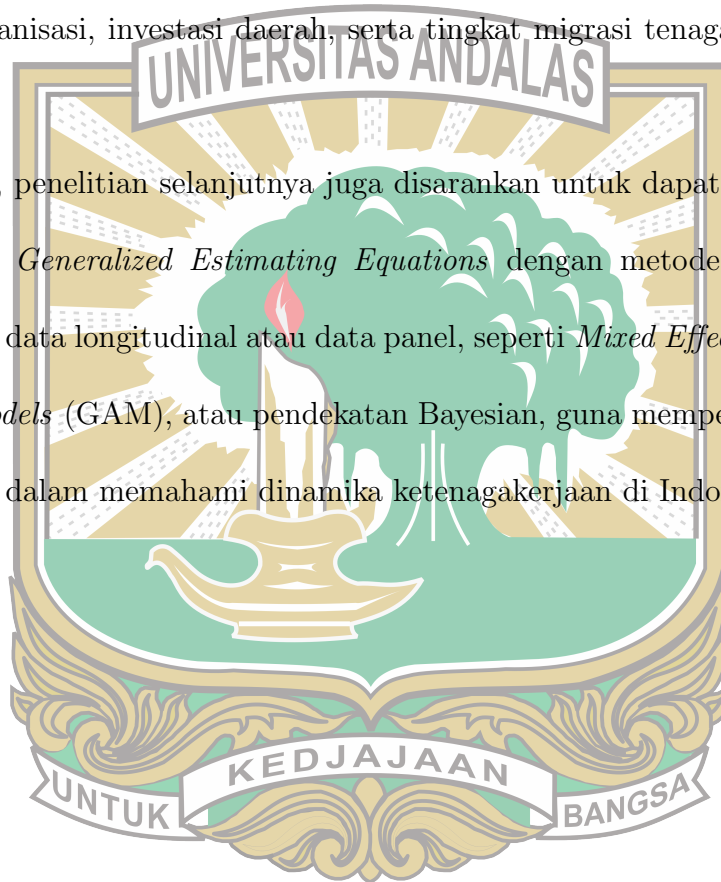 anisasi, investasi daerah, serta tingkat migrasi tenaga
UNIVERSITAS ANDALAS
, penelitian selanjutnya juga disarankan untuk dapat
Generalized Estimating Equations dengan metode
data longitudinal atau data panel, seperti Mixed Effec
odels (GAM), atau pendekatan Bayesian, guna mempe
dalam memahami dinamika ketenagakerjaan di Indo
UNTUK KEDJAJAAN BANGSA